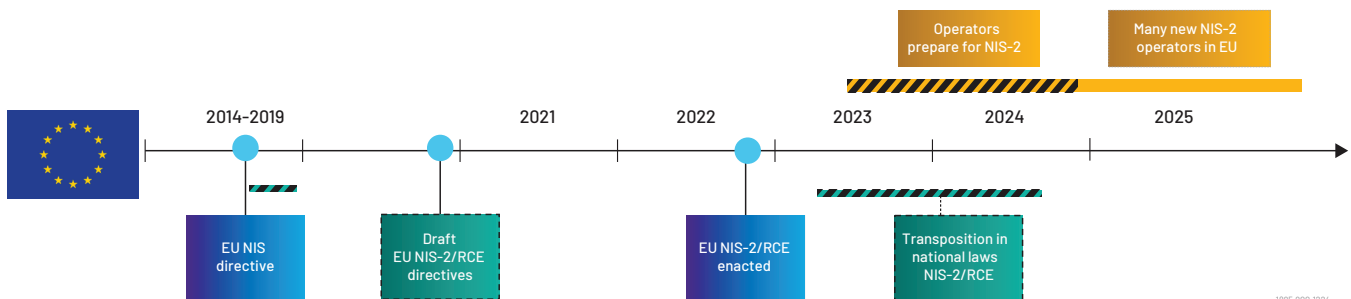 Operators
prepare for NIS-2
Many new NIS-2
operators in EU
2014-2019
2021
2022
2023
2024
2025
EU NIS
directive
Draft
EU NIS-2/RCE
directives
EU NIS-2/RCE
enacted
Transposition in
national laws
NIS-2/RCE